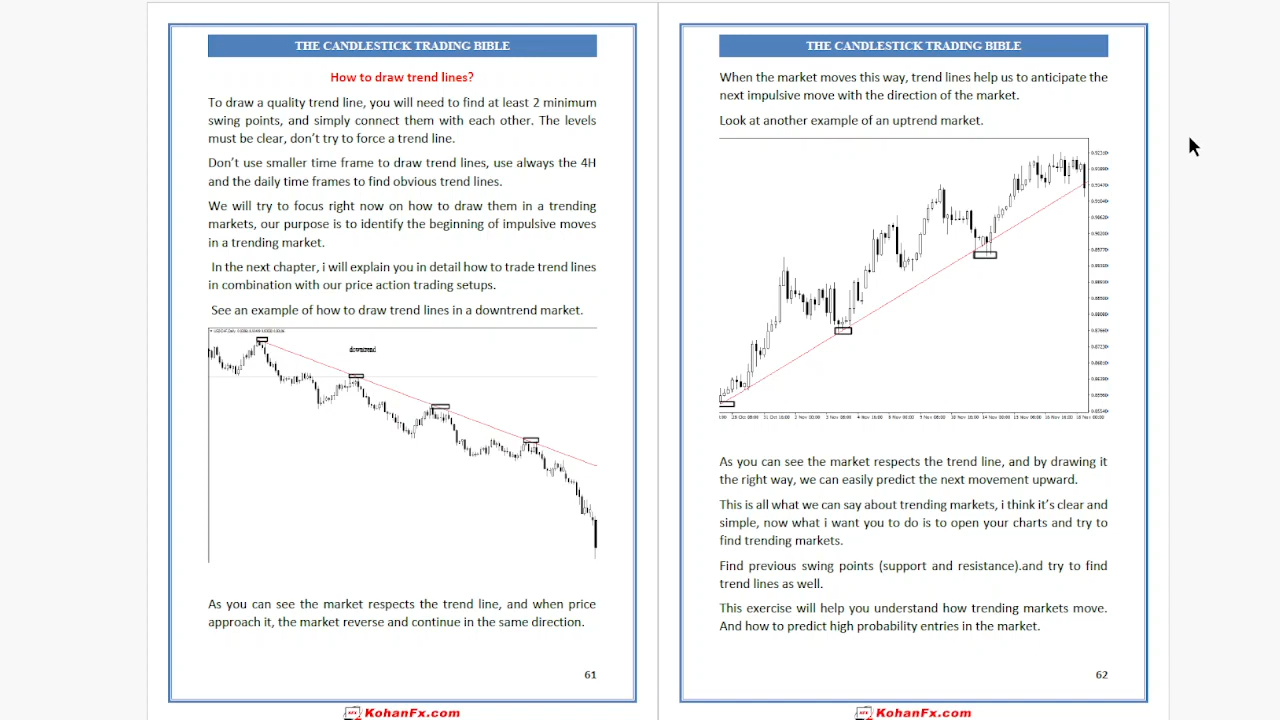 THE CANDLESTICK TRADING BIBLE
How to draw trend lines?
To draw a quality trend line, you will need to find at least 2 minimum
swing points, and simply connect them with each other. The levels
must be clear, don't try to force a trend line.
Don't use smaller time frame to draw trend lines, use always the 4H
and the daily time frames to find obvious trend lines.
We will try to focus right now on how to draw them in a trending
markets, our purpose is to identify the beginning of impulsive moves
in a trending market.
In the next chapter, i will explain you in detail how to trade trend lines
in combination with our price action trading setups.
See an example of how to draw trend lines in a downtrend market.
downtrend
As you can see the market respects the trend line, and when price
approach it, the market reverse and continue in the same direction.
61
KohanFx.com
THE CANDLESTICK TRADING BIBLE
When the market moves this way, trend lines help us to anticipate the
next impulsive move with the direction of the market.
Look at another example of an uptrend market.
As you can see the market respects the trend line, and by drawing it
the right way, we can easily predict the next movement upward.
This is all what we can say about trending markets, i think it's clear and
simple, now what i want you to do is to open your charts and try to
find trending markets.
Find previous swing points (support and resistance).and try to find
trend lines as well.
This exercise will help you understand how trending markets move.
And how to predict high probability entries in the market.
62
KohanFx.com